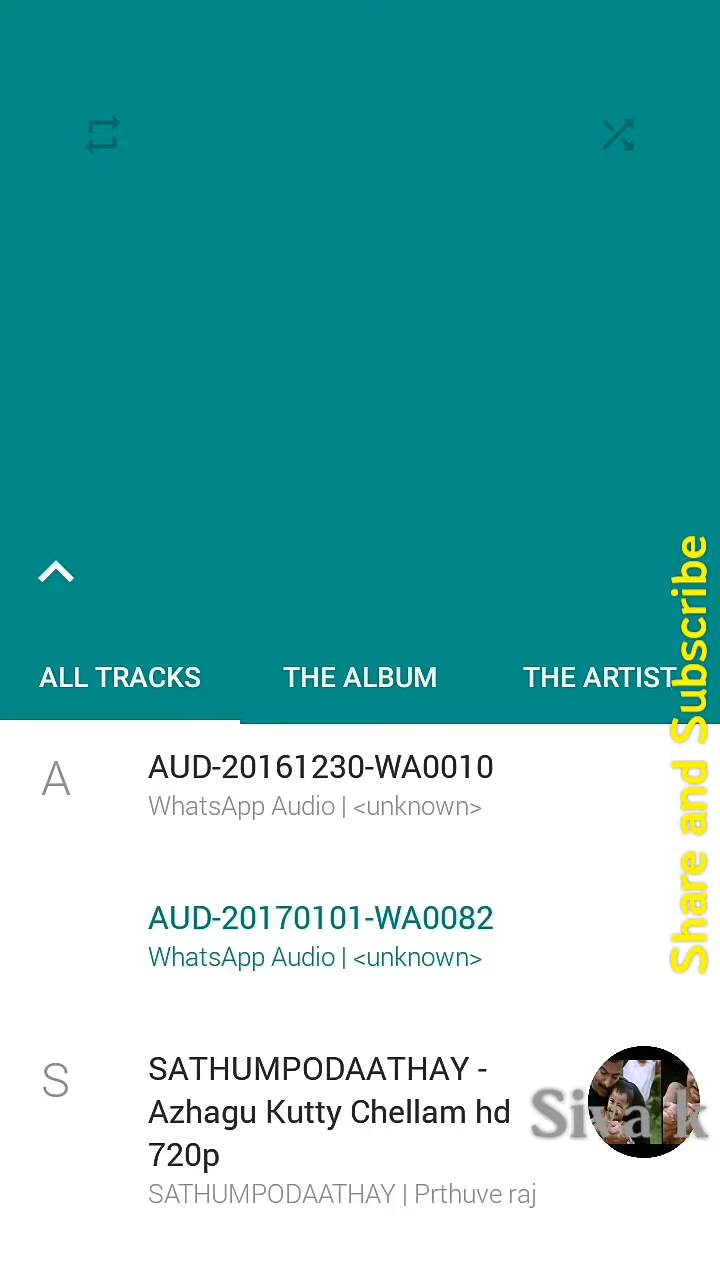 ALL TRACKS THE ALBUM THE ARTIST
A
AUD-20161230-WA0010
WhatsApp Audio | <unknown>
AUD-20170101-WA0082
WhatsApp Audio | <unknown>
S
SATHUMPODAATHAY -
Azhagu Kutty Chellam hd
720p
SATHUMPODAATHAY | Prthuve raj
Siva k
Share and Subscribe